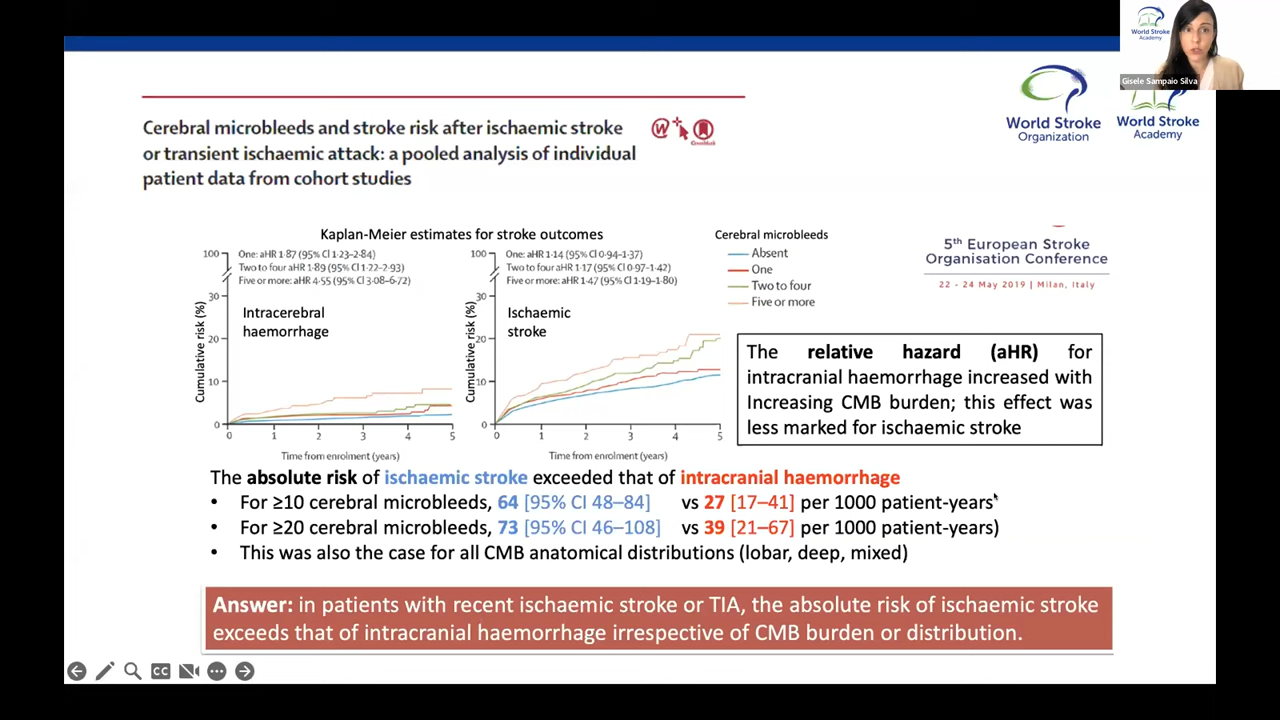 World Stroke
Academy
Gisele Sampaio Silva
World Stroke
Organization
World Stroke
Academy
Cerebral microbleeds and stroke risk after ischaemic stroke
or transient ischaemic attack: a pooled analysis of individual
patient data from cohort studies
CrossMark
Kaplan-Meier estimates for stroke outcomes
100
One: aHR 1·87 (95% CI 1·23–2·84)
Two to four aHR 1·89 (95% CI 1·22–2·93)
Five or more: aHR 4·55 (95% CI 3·08–6·72)
30
20
10
0
Cumulative risk (%)
Intracerebral
haemorrhage
0 1 2 3 4 5
Time from enrolment (years)
100
One: aHR 1·14 (95% CI 0·94–1·37)
Two to four aHR 1·17 (95% CI 0·97–1·42)
Five or more: aHR 1·47 (95% CI 1·19–1·80)
30
20
10
0
Cumulative risk (%)
Ischaemic
stroke
0 1 2 3 4 5
Time from enrolment (years)
Cerebral microbleeds
Absent
One
Two to four
Five or more
5th European Stroke
Organisation Conference
22 - 24 May 2019 | Milan, Italy
The relative hazard (aHR) for
intracranial haemorrhage increased with
Increasing CMB burden; this effect was
less marked for ischaemic stroke
The absolute risk of ischaemic stroke exceeded that of intracranial haemorrhage
• For ≥10 cerebral microbleeds, 64 [95% CI 48–84] vs 27 [17–41] per 1000 patient-years
• For ≥20 cerebral microbleeds, 73 [95% CI 46–108] vs 39 [21–67] per 1000 patient-years)
• This was also the case for all CMB anatomical distributions (lobar, deep, mixed)
Answer: in patients with recent ischaemic stroke or TIA, the absolute risk of ischaemic stroke
exceeds that of intracranial haemorrhage irrespective of CMB burden or distribution.
CC